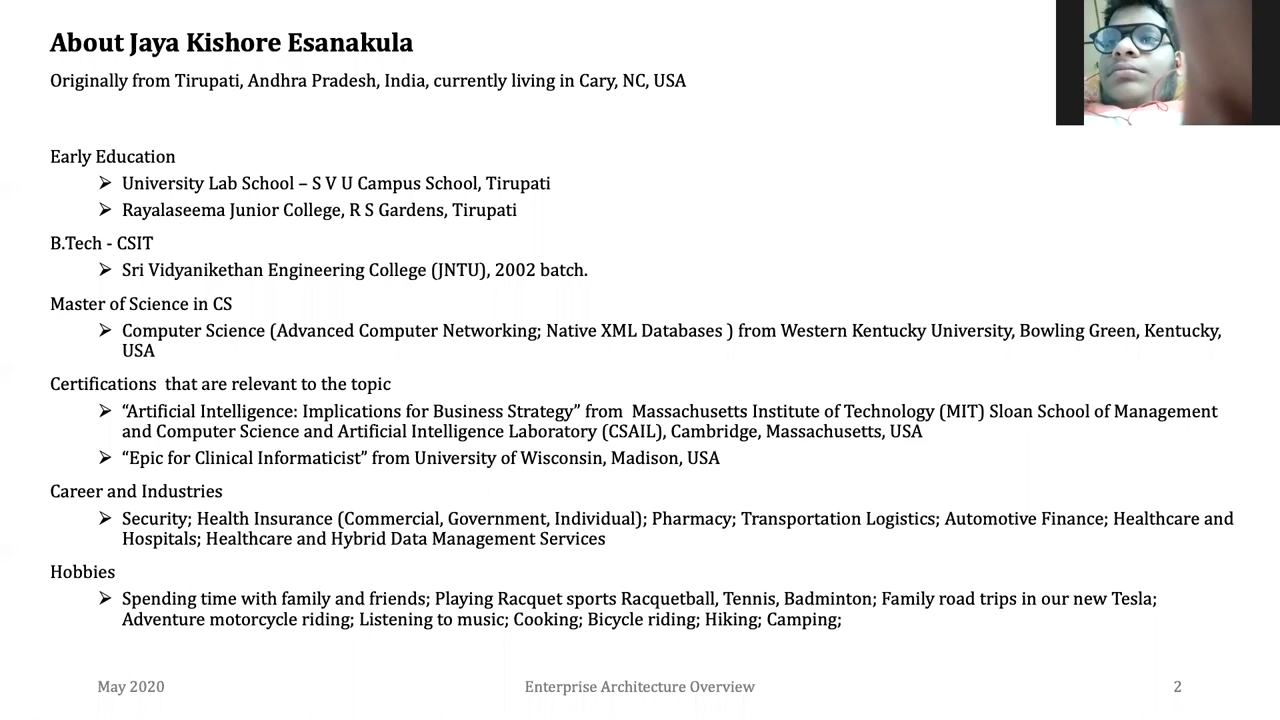 About Jaya Kishore Esanakula
Originally from Tirupati, Andhra Pradesh, India, currently living in Cary, NC, USA
Early Education
➢ University Lab School – S V U Campus School, Tirupati
➢ Rayalaseema Junior College, R S Gardens, Tirupati
B.Tech - CSIT
➢ Sri Vidyanikethan Engineering College (JNTU), 2002 batch.
Master of Science in CS
➢ Computer Science (Advanced Computer Networking; Native XML Databases ) from Western Kentucky University, Bowling Green, Kentucky,
USA
Certifications  that are relevant to the topic
➢ “Artificial Intelligence: Implications for Business Strategy” from  Massachusetts Institute of Technology (MIT) Sloan School of Management
and Computer Science and Artificial Intelligence Laboratory (CSAIL), Cambridge, Massachusetts, USA
➢ “Epic for Clinical Informaticist” from University of Wisconsin, Madison, USA
Career and Industries
➢ Security; Health Insurance (Commercial, Government, Individual); Pharmacy; Transportation Logistics; Automotive Finance; Healthcare and
Hospitals; Healthcare and Hybrid Data Management Services
Hobbies
➢ Spending time with family and friends; Playing Racquet sports Racquetball, Tennis, Badminton; Family road trips in our new Tesla;
Adventure motorcycle riding; Listening to music; Cooking; Bicycle riding; Hiking; Camping;
May 2020
Enterprise Architecture Overview
2